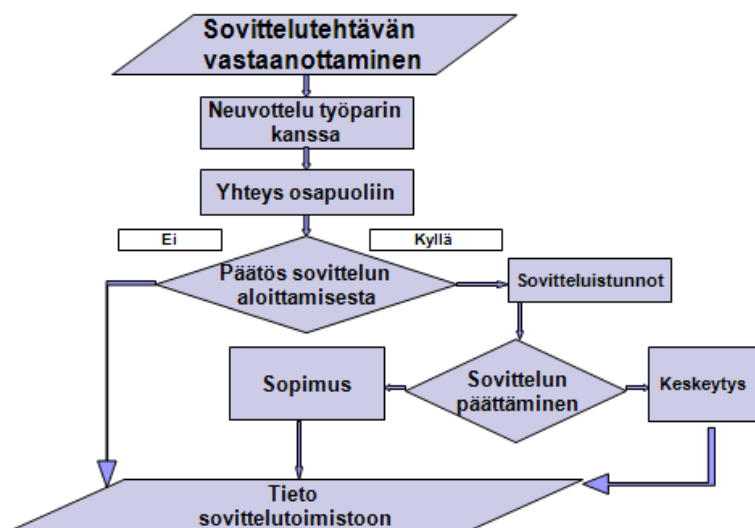 Sovittelutehtävän
vastaanottaminen
Neuvottelu työparin
kanssa
Yhteys osapuoliin
Ei
Kyllä
Päätös sovittelun
aloittamisesta
Sovitteluistunnot
Sopimus
Sovittelun
päättäminen
Keskeytys
Tieto
sovittelutoimistoon